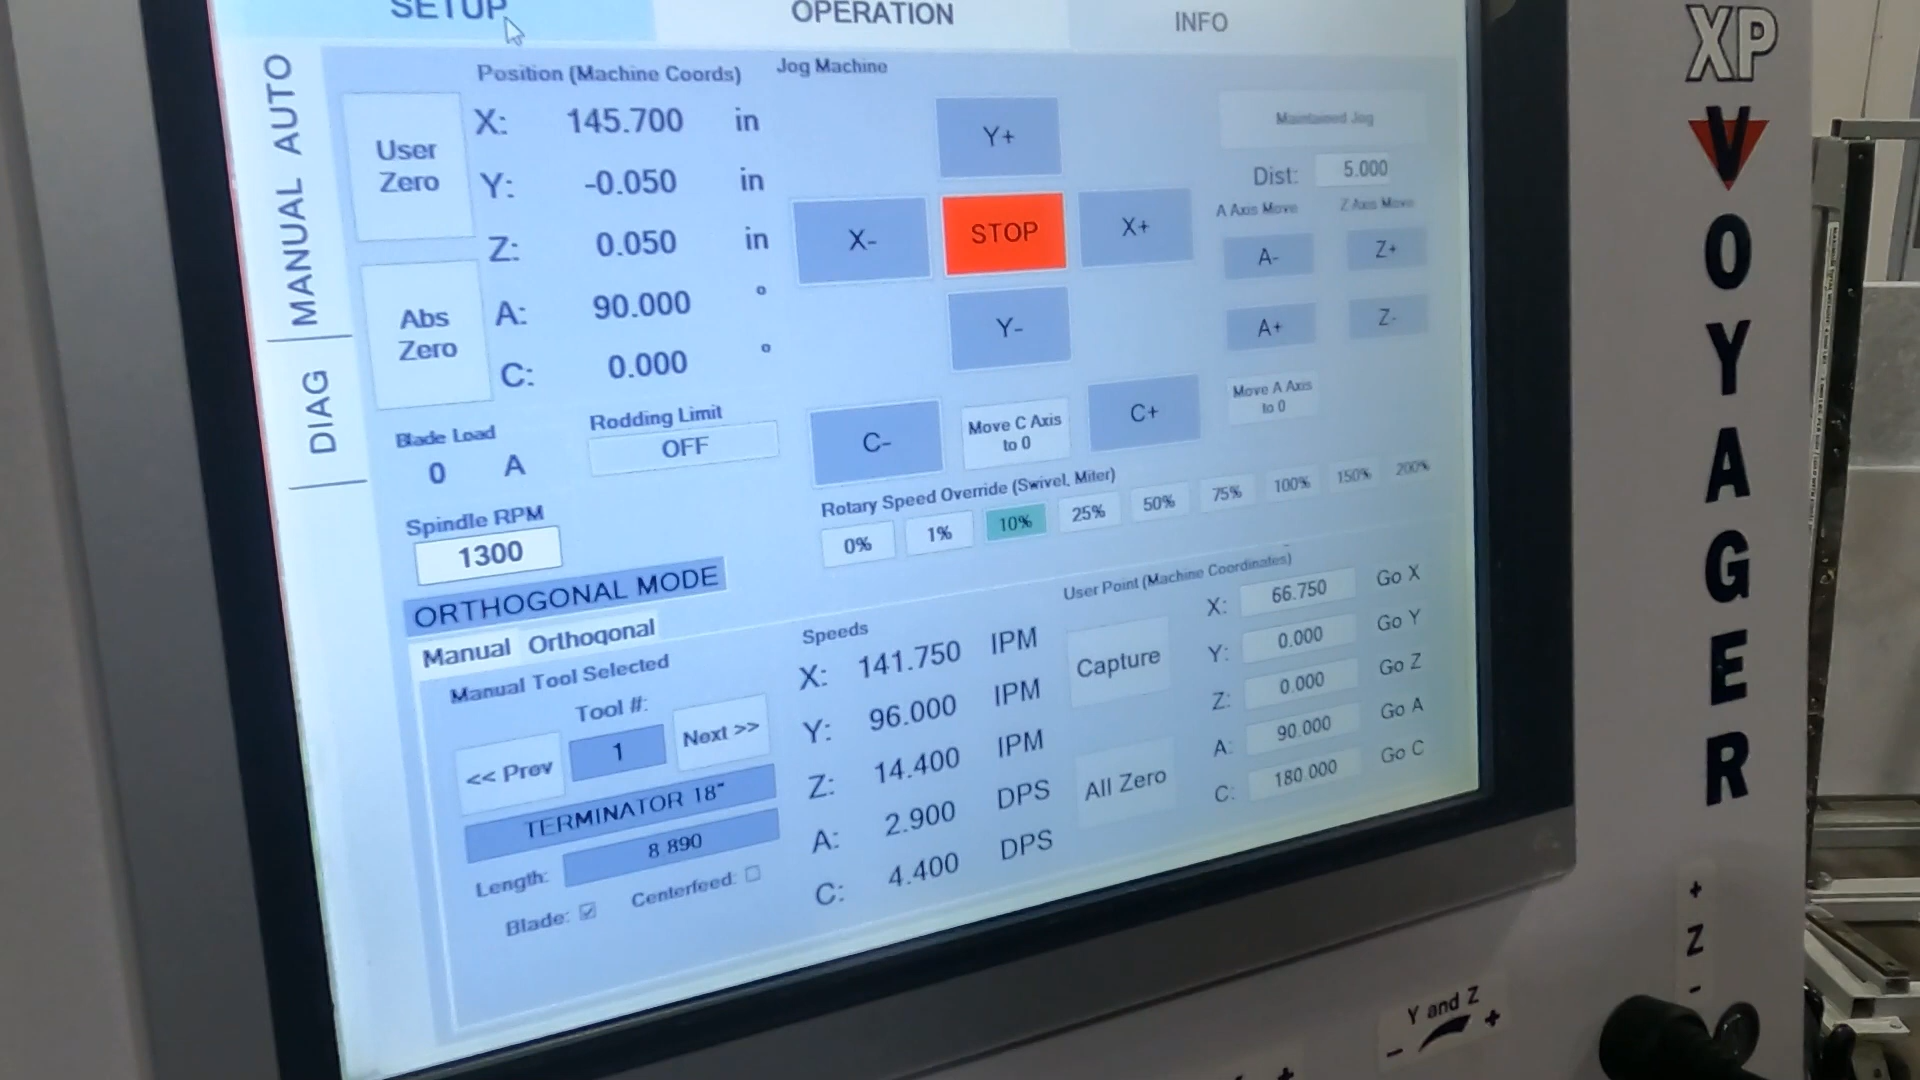 SETUP
OPERATION
INFO
MANUAL AUTO
DIAG
Position (Machine Coords)
User
Zero
X: 145.700 in
Y: -0.050 in
Z: 0.050 in
Abs
Zero
A: 90.000 °
C: 0.000 °
Blade Load
0 A
Rodding Limit
OFF
Spindle RPM
1300
ORTHOGONAL MODE
Jog Machine
Y+
X-
STOP
X+
Y-
C-
Move C Axis
to 0
C+
Maintained Jog
Dist: 5.000
A Axis Move
Z Axis Move
A-
Z+
A+
Z-
Move A Axis
to 0
Rotary Speed Override (Swivel, Miter)
0% 1% 10% 25% 50% 75% 100% 150% 200%
Manual Orthogonal
Manual Tool Selected
Tool #:
<< Prev
1
Next >>
TERMINATOR 18"
Length: 8 890
Blade:
Centerfeed:
Speeds
X: 141.750 IPM
Y: 96.000 IPM
Z: 14.400 IPM
A: 2.900 DPS
C: 4.400 DPS
User Point (Machine Coordinates)
Capture
All Zero
X: 66.750 Go X
Y: 0.000 Go Y
Z: 0.000 Go Z
A: 90.000 Go A
C: 180.000 Go C
VOYAGER
XP
+
Z
-
Y and Z
- +
+